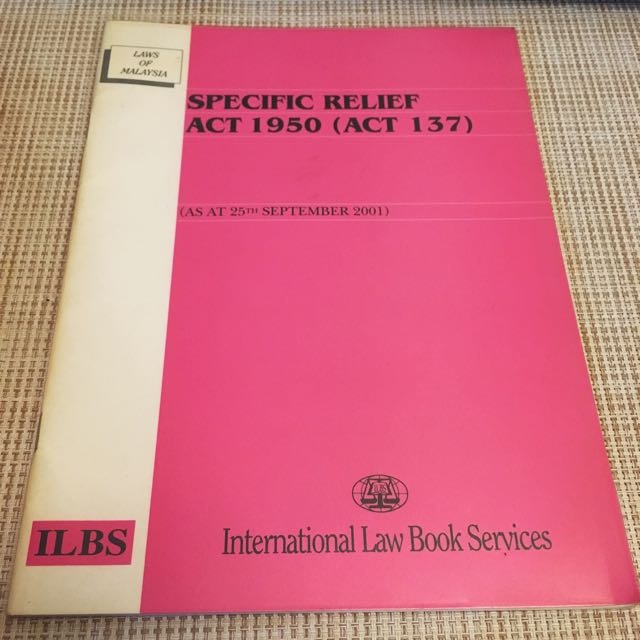 LAWS
OF
MALAYSIA
SPECIFIC RELIEF
ACT 1950 (ACT 137)
(AS AT 25TH SEPTEMBER 2001)
ILBS
International Law Book Services